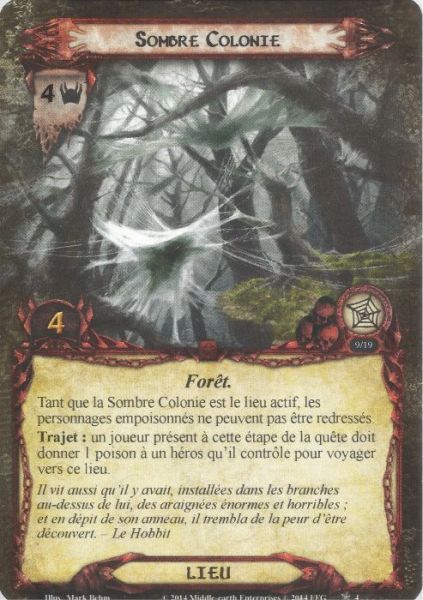 Sombre Colonie
4
4
9/19
Forêt.
Tant que la Sombre Colonie est le lieu actif, les
personnages empoisonnés ne peuvent pas être redressés
Trajet : un joueur présent à cette étape de la quête doit
donner 1 poison à un héros qu'il contrôle pour voyager
vers ce lieu.
Il vit aussi qu'il y avait, installées dans les branches
au-dessus de lui, des araignées énormes et horribles ;
et en dépit de son anneau, il trembla de la peur d'être
découvert. – Le Hobbit
LIEU
Illus. Mark Behm © 2014 Middle-earth Enterprises © 2014 FFG 4